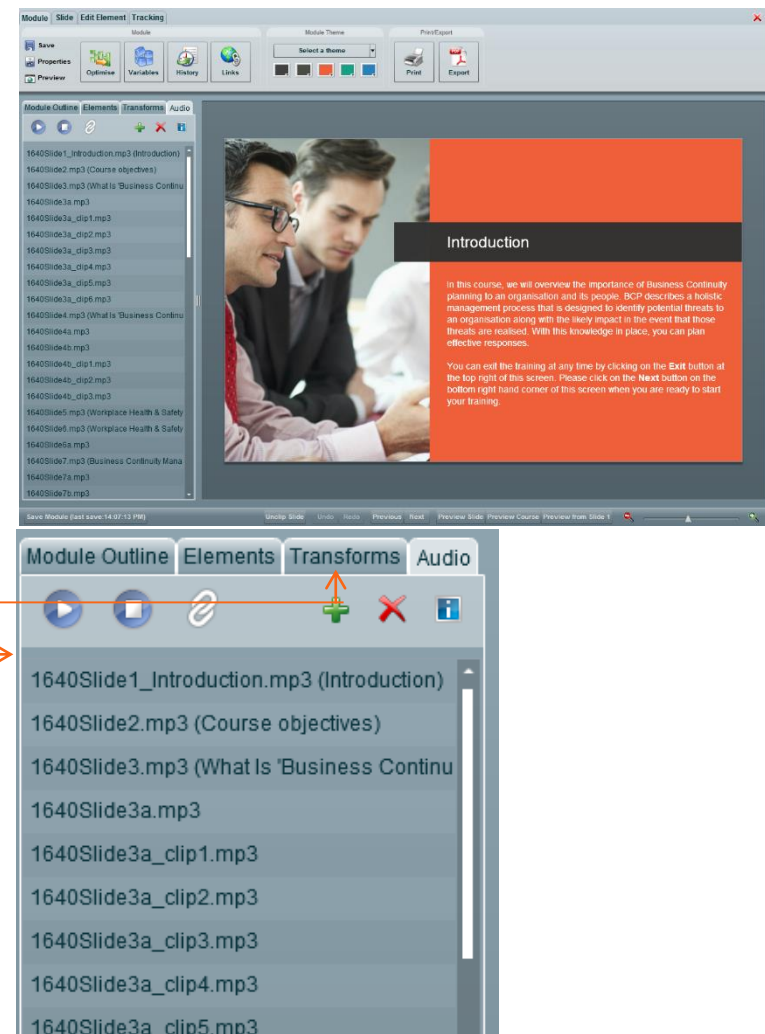 Module Slide Edit Element Tracking
Module Module Theme Print/Export
Save
Properties
Preview
Optimise Variables History Links
Select a theme
Print Export
Module Outline Elements Transforms Audio
1640Slide1_Introduction.mp3 (Introduction)
1640Slide2.mp3 (Course objectives)
1640Slide3.mp3 (What Is 'Business Continu
1640Slide3a.mp3
1640Slide3a_clip1.mp3
1640Slide3a_clip2.mp3
1640Slide3a_clip3.mp3
1640Slide3a_clip4.mp3
1640Slide3a_clip5.mp3
1640Slide3a_clip6.mp3
1640Slide4.mp3 (What Is 'Business Continu
1640Slide4a.mp3
1640Slide4b.mp3
1640Slide4b_clip1.mp3
1640Slide4b_clip2.mp3
1640Slide4b_clip3.mp3
1640Slide5.mp3 (Workplace Health & Safety
1640Slide6.mp3 (Workplace Health & Safety
1640Slide6a.mp3
1640Slide7.mp3 (Business Continuity Mana
1640Slide7a.mp3
1640Slide7b.mp3
Introduction
In this course, we will overview the importance of Business Continuity
planning to an organisation and its people. BCP describes a holistic
management process that is designed to identify potential threats to
an organisation along with the likely impact in the event that those
threats are realised. With this knowledge in place, you can plan
effective responses.
You can exit the training at any time by clicking on the Exit button at
the top right of this screen. Please click on the Next button on the
bottom right hand corner of this screen when you are ready to start
your training.
Save Module (last save:14:07:13 PM) Unclip Slide Undo Redo Previous Next Preview Slide Preview Course Preview from Slide 1
Module Outline Elements Transforms Audio
1640Slide1_Introduction.mp3 (Introduction)
1640Slide2.mp3 (Course objectives)
1640Slide3.mp3 (What Is 'Business Continu
1640Slide3a.mp3
1640Slide3a_clip1.mp3
1640Slide3a_clip2.mp3
1640Slide3a_clip3.mp3
1640Slide3a_clip4.mp3
1640Slide3a_clip5.mp3